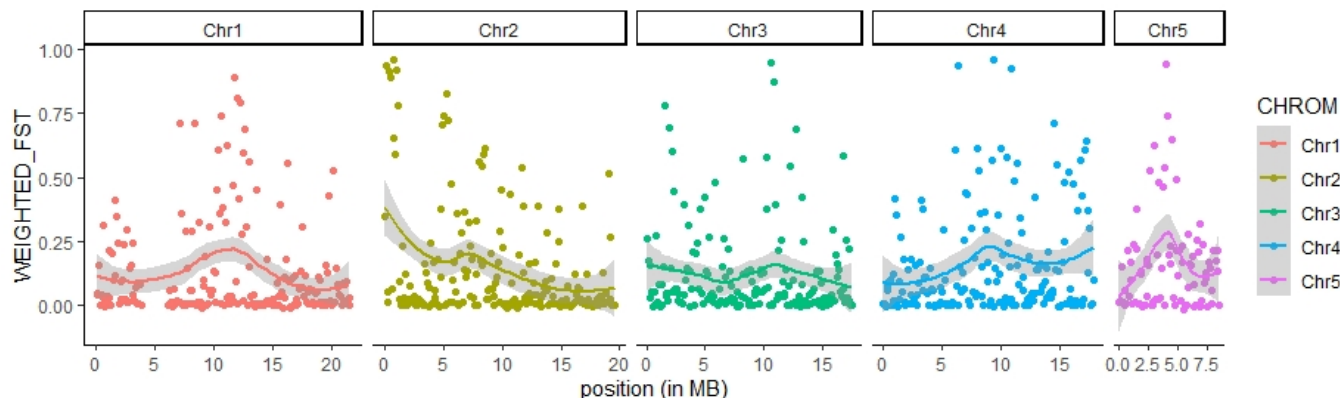 Chr1 Chr2 Chr3 Chr4 Chr5
1.00
0.75
0.50
0.25
0.00
WEIGHTED_FST
0 5 10 15 20 0 5 10 15 20 0 5 10 15 0 5 10 15 0.0 2.5 5.0 7.5
position (in MB)
CHROM
Chr1
Chr2
Chr3
Chr4
Chr5